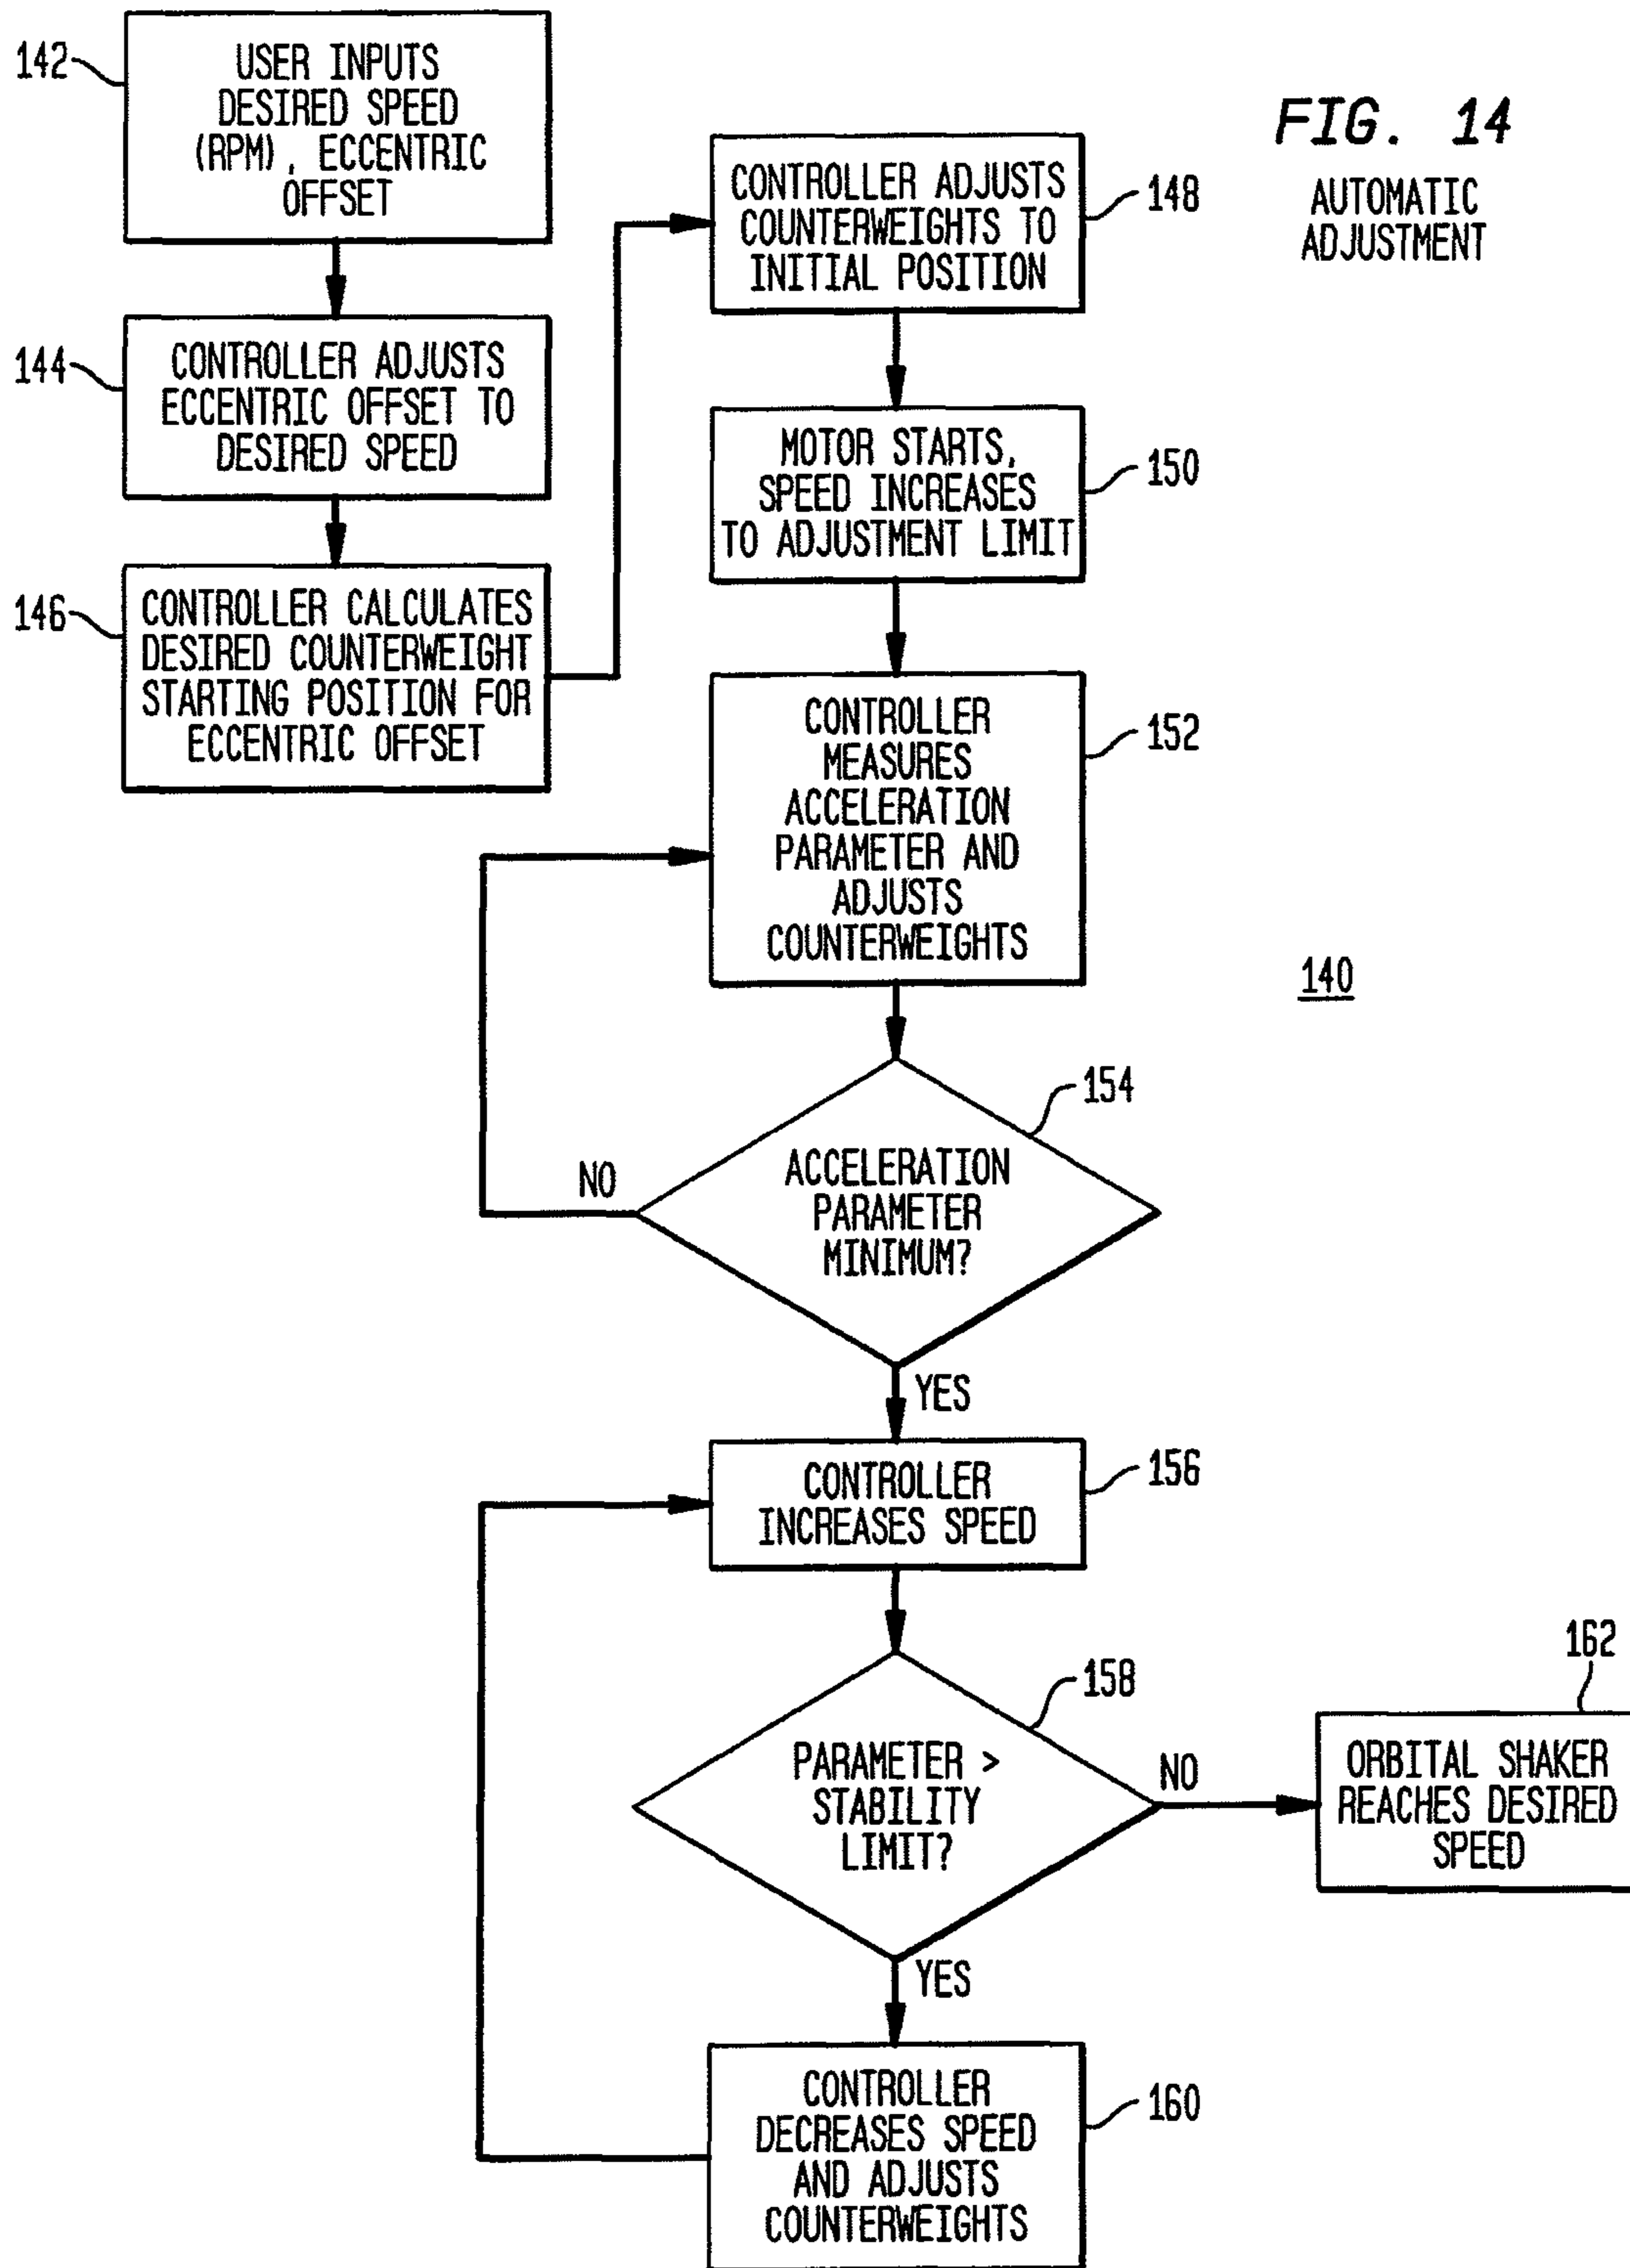 FIG. 14
AUTOMATIC
ADJUSTMENT
140
142
USER INPUTS
DESIRED SPEED
(RPM), ECCENTRIC
OFFSET
144
CONTROLLER ADJUSTS
ECCENTRIC OFFSET TO
DESIRED SPEED
146
CONTROLLER CALCULATES
DESIRED COUNTERWEIGHT
STARTING POSITION FOR
ECCENTRIC OFFSET
CONTROLLER ADJUSTS
COUNTERWEIGHTS TO
INITIAL POSITION
148
MOTOR STARTS,
SPEED INCREASES
TO ADJUSTMENT LIMIT
150
CONTROLLER
MEASURES
ACCELERATION
PARAMETER AND
ADJUSTS
COUNTERWEIGHTS
152
ACCELERATION
PARAMETER
MINIMUM?
154
NO
YES
CONTROLLER
INCREASES SPEED
156
PARAMETER >
STABILITY
LIMIT?
158
NO
162
ORBITAL SHAKER
REACHES DESIRED
SPEED
YES
CONTROLLER
DECREASES SPEED
AND ADJUSTS
COUNTERWEIGHTS
160